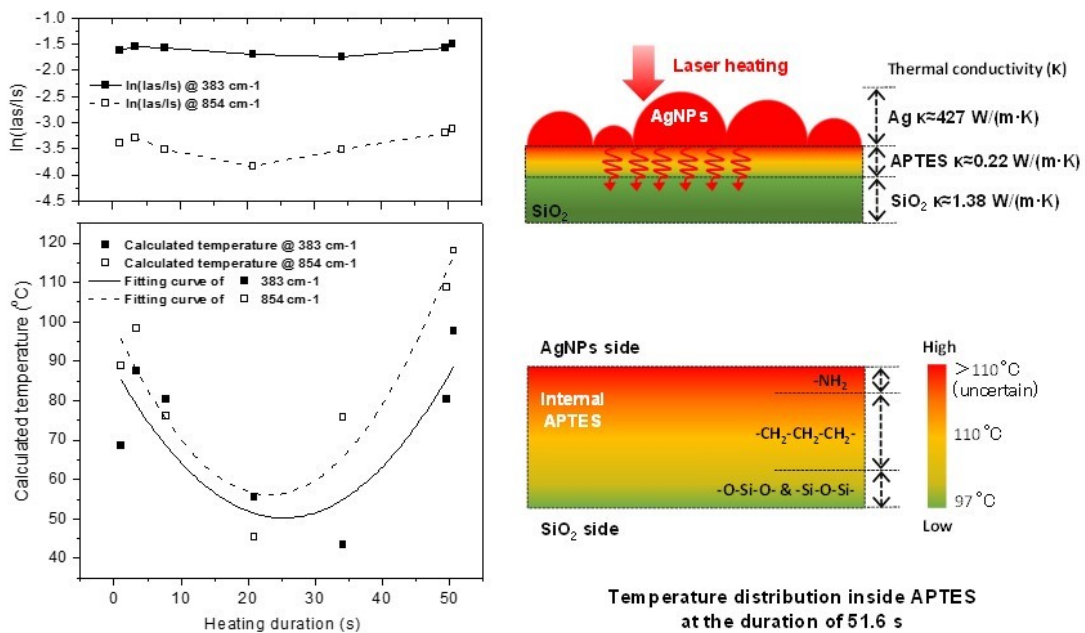 -1.0
-1.5
-2.0
-2.5
-3.0
-3.5
-4.0
-4.5
ln(Ias/Is)
ln(Ias/Is) @ 383 cm-1
ln(Ias/Is) @ 854 cm-1
120
110
100
90
80
70
60
50
40
Calculated temperature (°C)
Calculated temperature @ 383 cm-1
Calculated temperature @ 854 cm-1
Fitting curve of 383 cm-1
Fitting curve of 854 cm-1
0 10 20 30 40 50
Heating duration (s)
Laser heating
AgNPs
SiO₂
Thermal conductivity (κ)
Ag κ≈427 W/(m·K)
APTES κ≈0.22 W/(m·K)
SiO₂ κ≈1.38 W/(m·K)
AgNPs side
Internal
APTES
-NH₂
-CH₂-CH₂-CH₂-
-O-Si-O- & -Si-O-Si-
SiO₂ side
High
>110°C
(uncertain)
110°C
97°C
Low
Temperature distribution inside APTES
at the duration of 51.6 s